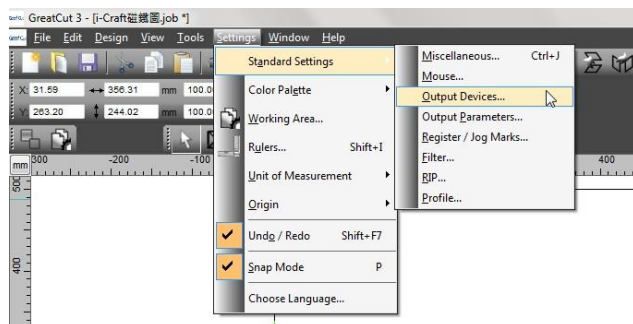 GreatCut 3 - [i-Craft磁鐵園.job *]
File Edit Design View Tools Settings Window Help
X: 31.59 356.31 mm 100.0
Y: 263.20 244.02 mm 100.0
mm 300 -200 -100 400
500
400
Standard Settings
Color Palette
Working Area...
Rulers... Shift+I
Unit of Measurement
Origin
Undo / Redo Shift+F7
Snap Mode P
Choose Language...
Miscellaneous... Ctrl+J
Mouse...
Output Devices...
Output Parameters...
Register / Jog Marks...
Filter...
RIP...
Profile...